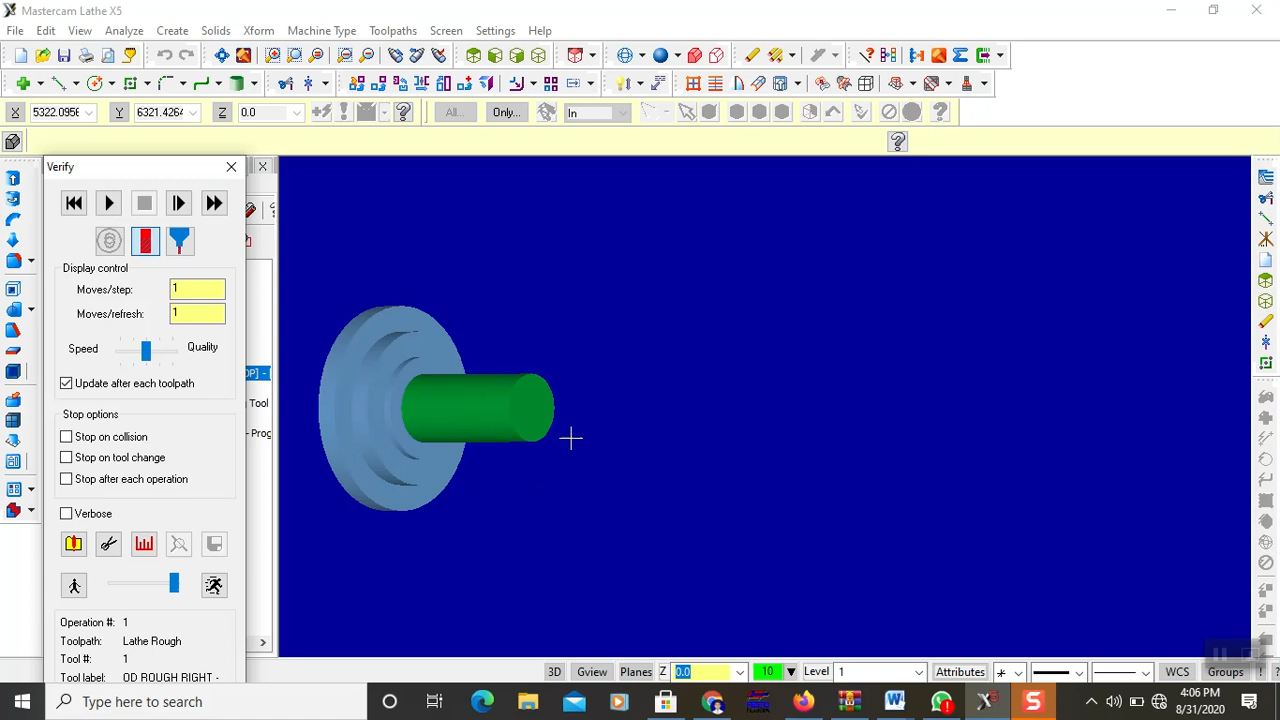 Mastercam Lathe X5
File Edit View Analyze Create Solids Xform Machine Type Toolpaths Screen Settings Help
X 5322.0956 Y 6321.4264 Z 0.0 All... Only... In
Verify
Display control
Moves/step: 1
Moves/refresh: 1
Speed Quality
Update after each toolpath
Stop options
Stop on collision
Stop on tool change
Stop after each operation
Verbose
Operation #: 1
Toolpath: Lathe Rough
Tool #: 1
Tool label: OD ROUGH RIGHT -
OP] - [
Tool
- Prog
3D Gview Planes Z 0.0 10 Level 1 Attributes WCS Groups ?
Type here to search
4:06 PM
8/31/2020